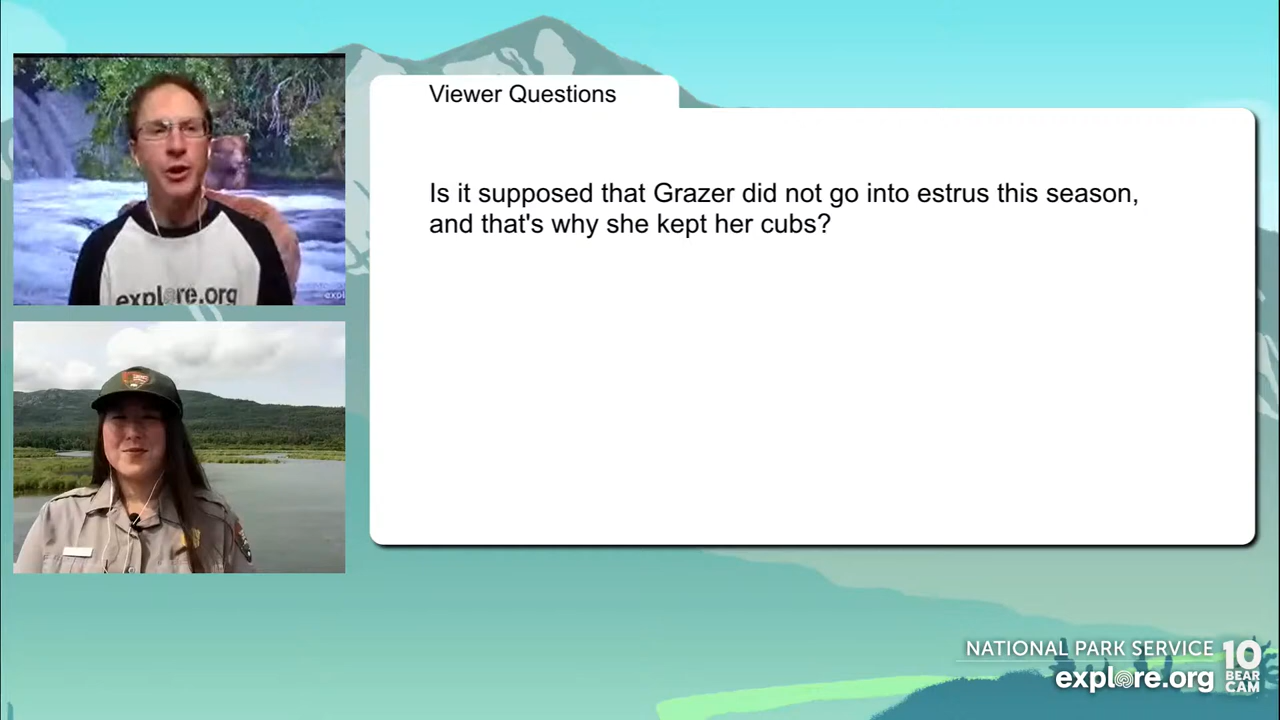 Viewer Questions
Is it supposed that Grazer did not go into estrus this season,
and that's why she kept her cubs?
explore.org
NATIONAL PARK SERVICE
explore.org
10
BEAR
CAM